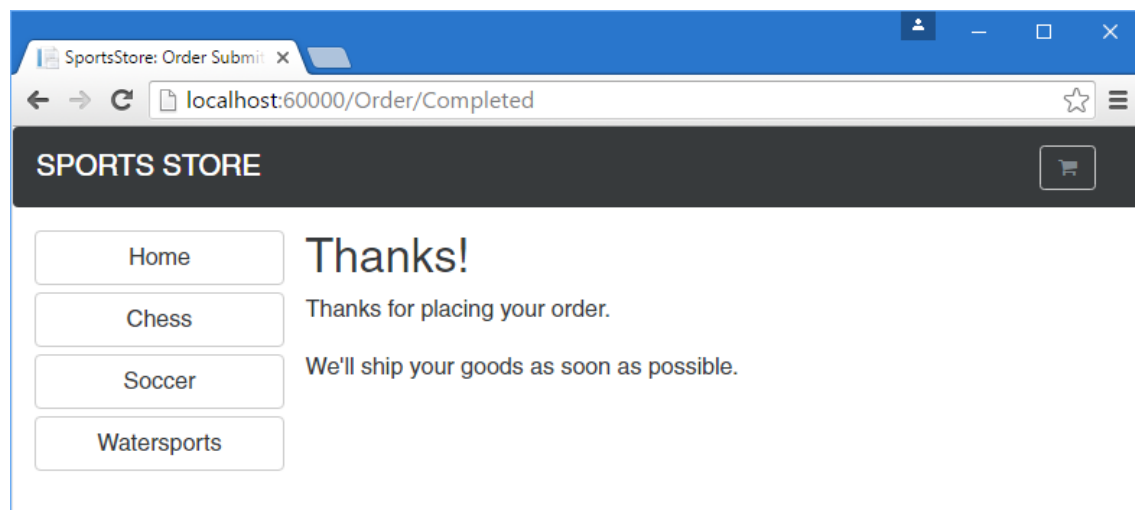 SportsStore: Order Submit
localhost:60000/Order/Completed
SPORTS STORE
Home
Chess
Soccer
Watersports
Thanks!
Thanks for placing your order.
We'll ship your goods as soon as possible.